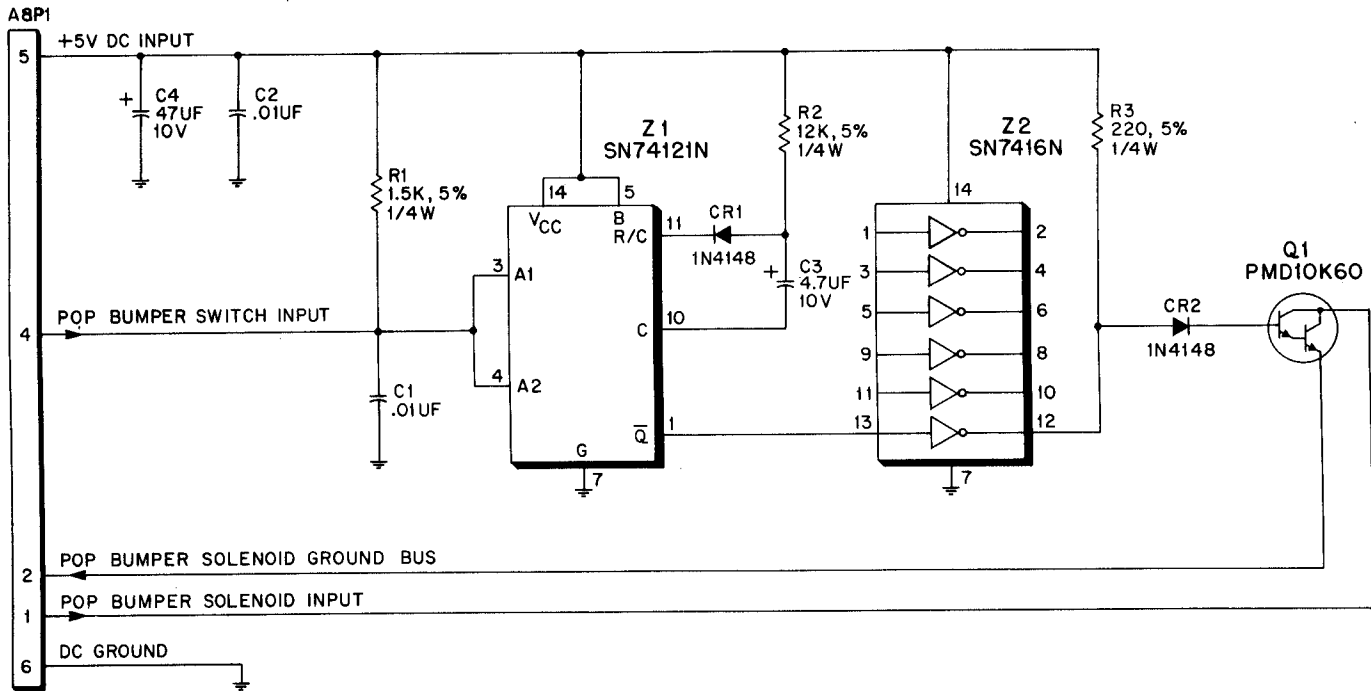 A8P1
5
+5V DC INPUT
+
C4
47UF
10V
C2
.01UF
R1
1.5K, 5%
1/4W
Z1
SN74121N
14
5
VCC
B
R/C
11
CR1
1N4148
R2
12K, 5%
1/4W
+
C3
4.7UF
10V
10
C
3
A1
4
A2
Q
1
G
7
4
POP BUMPER SWITCH INPUT
C1
.01UF
Z2
SN7416N
14
1
2
3
4
5
6
9
8
11
10
13
12
7
R3
220, 5%
1/4W
CR2
1N4148
Q1
PMD10K60
2
POP BUMPER SOLENOID GROUND BUS
1
POP BUMPER SOLENOID INPUT
6
DC GROUND